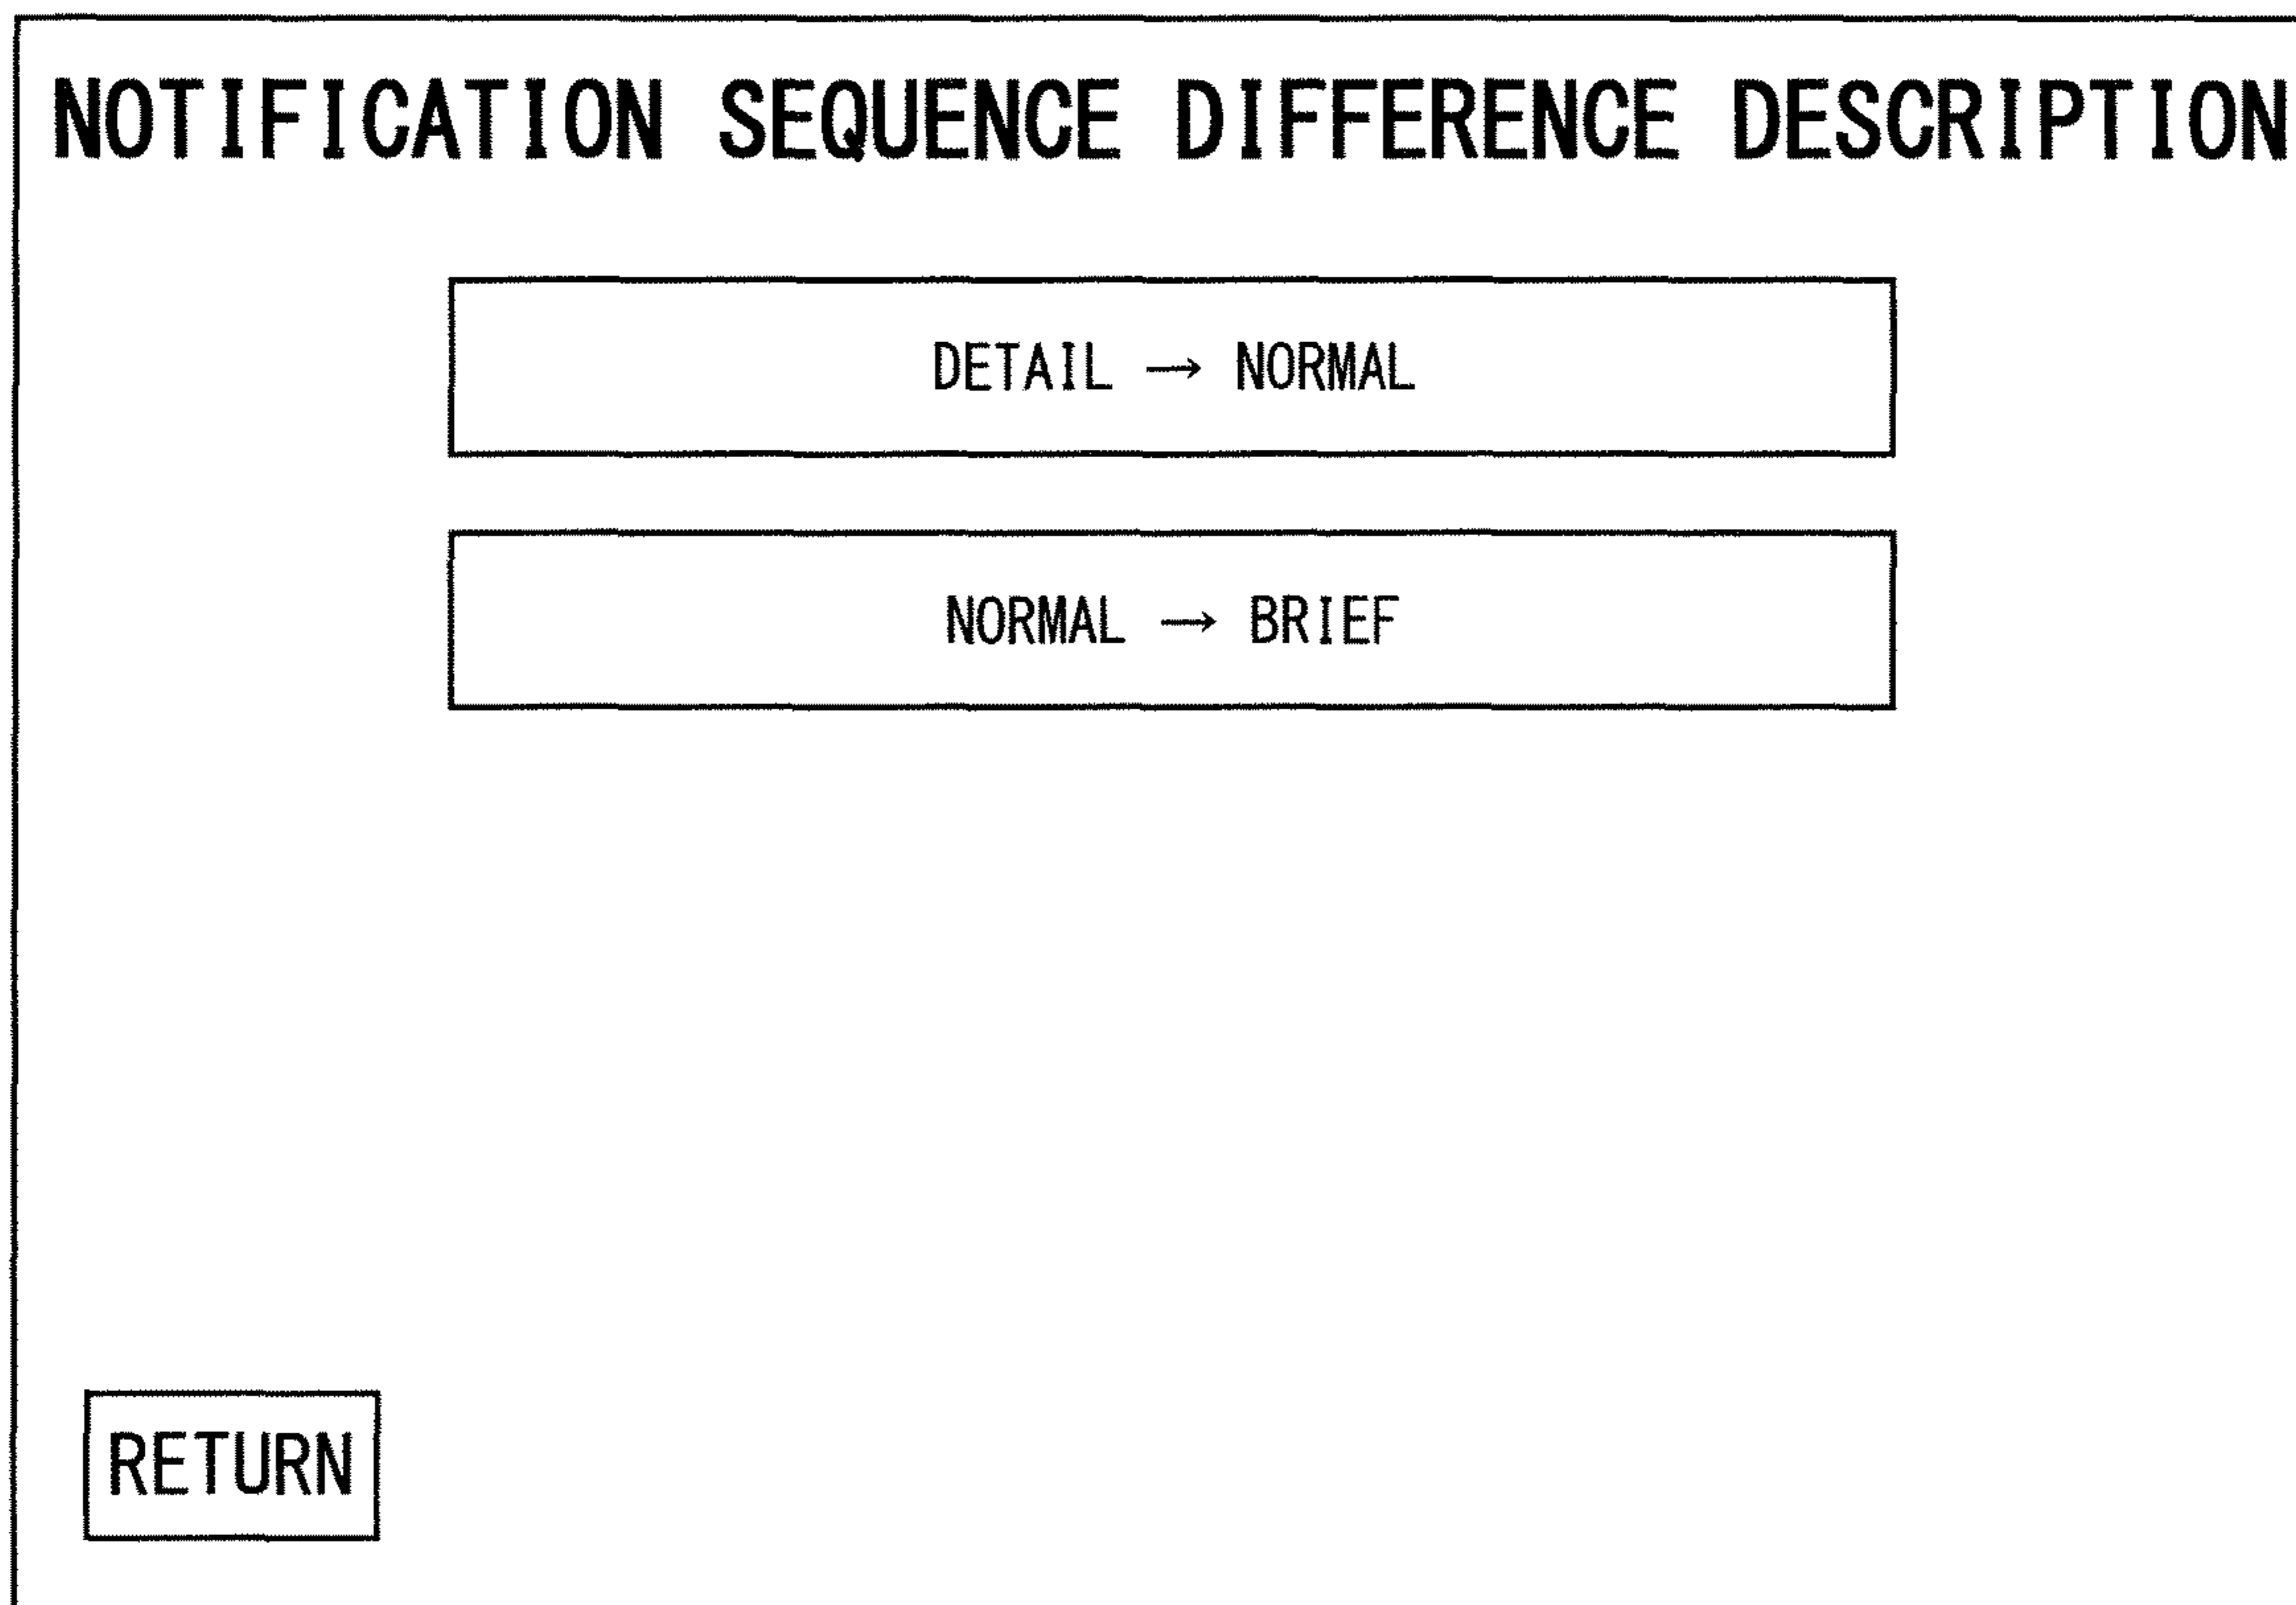 NOTIFICATION SEQUENCE DIFFERENCE DESCRIPTION
DETAIL → NORMAL
NORMAL → BRIEF
RETURN